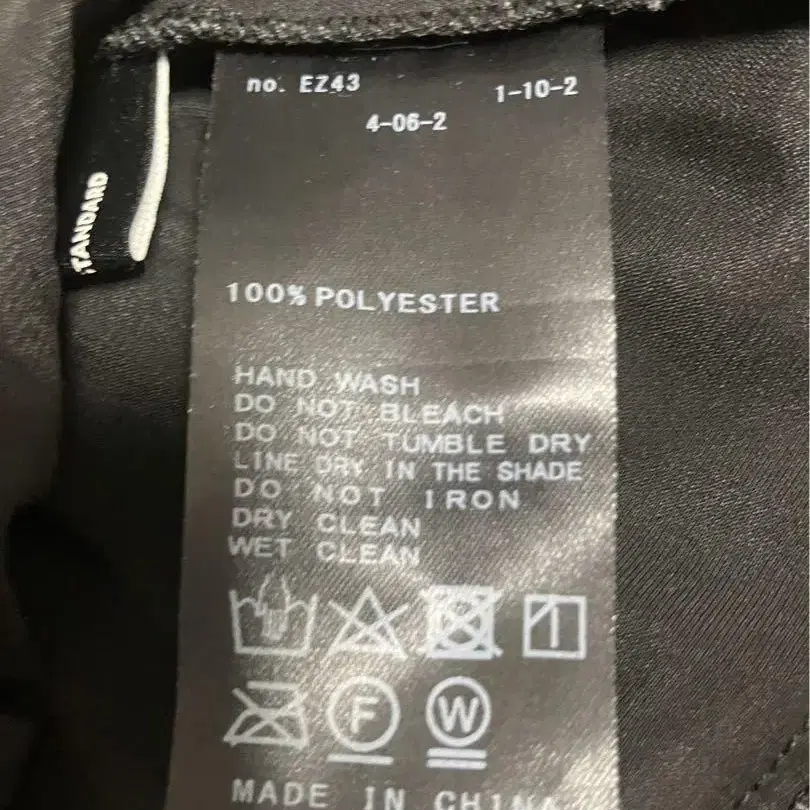 no. EZ43
1-10-2
4-06-2
TANDARD
100% POLYESTER
HAND WASH
DO NOT BLEACH
DO NOT TUMBLE DRY
LINE DRY IN THE SHADE
DO NOT IRON
DRY CLEAN
WET CLEAN
F
W
MADE IN CHINA